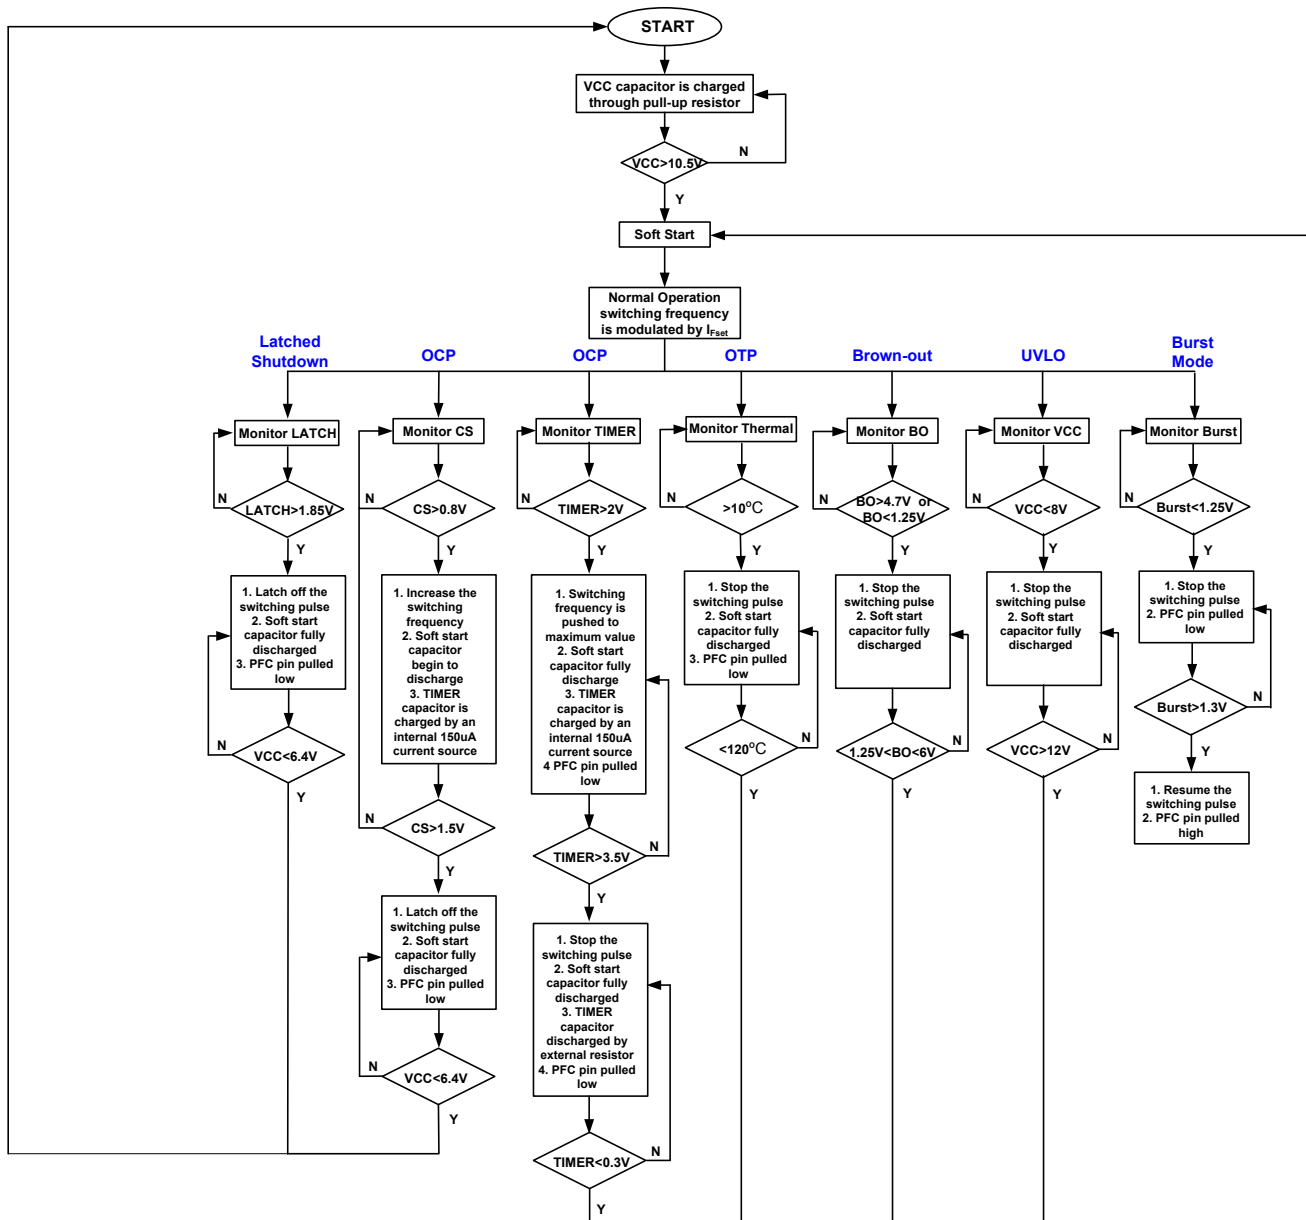 START
VCC capacitor is charged
through pull-up resistor
VCC>10.5V
N
Y
Soft Start
Normal Operation
switching frequency
is modulated by IFset
Latched
Shutdown
OCP
OCP
OTP
Brown-out
UVLO
Burst
Mode
Monitor LATCH
Monitor CS
Monitor TIMER
Monitor Thermal
Monitor BO
Monitor VCC
Monitor Burst
LATCH>1.85V
N
Y
CS>0.8V
N
Y
TIMER>2V
N
Y
>10°C
N
Y
BO>4.7V or
BO<1.25V
N
Y
VCC<8V
N
Y
Burst<1.25V
N
Y
1. Latch off the
switching pulse
2. Soft start
capacitor fully
discharged
3. PFC pin pulled
low
VCC<6.4V
N
Y
1. Increase the
switching
frequency
2. Soft start
capacitor
begin to
discharge
3. TIMER
capacitor is
charged by an
internal 150uA
current source
CS>1.5V
N
Y
1. Latch off the
switching pulse
2. Soft start
capacitor fully
discharged
3. PFC pin pulled
low
VCC<6.4V
N
Y
1. Switching
frequency is
pushed to
maximum value
2. Soft start
capacitor fully
discharge
3. TIMER
capacitor is
charged by an
internal 150uA
current source
4 PFC pin pulled
low
TIMER>3.5V
N
Y
1. Stop the
switching pulse
2. Soft start
capacitor fully
discharged
3. TIMER
capacitor
discharged by
external resistor
4. PFC pin pulled
low
TIMER<0.3V
N
Y
1. Stop the
switching pulse
2. Soft start
capacitor fully
discharged
3. PFC pin pulled
low
<120°C
N
Y
1. Stop the
switching pulse
2. Soft start
capacitor fully
discharged
1.25V<BO<6V
N
Y
1. Stop the
switching pulse
2. Soft start
capacitor fully
discharged
VCC>12V
N
Y
1. Stop the
switching pulse
2. PFC pin pulled
low
Burst>1.3V
N
Y
1. Resume the
switching pulse
2. PFC pin pulled
high